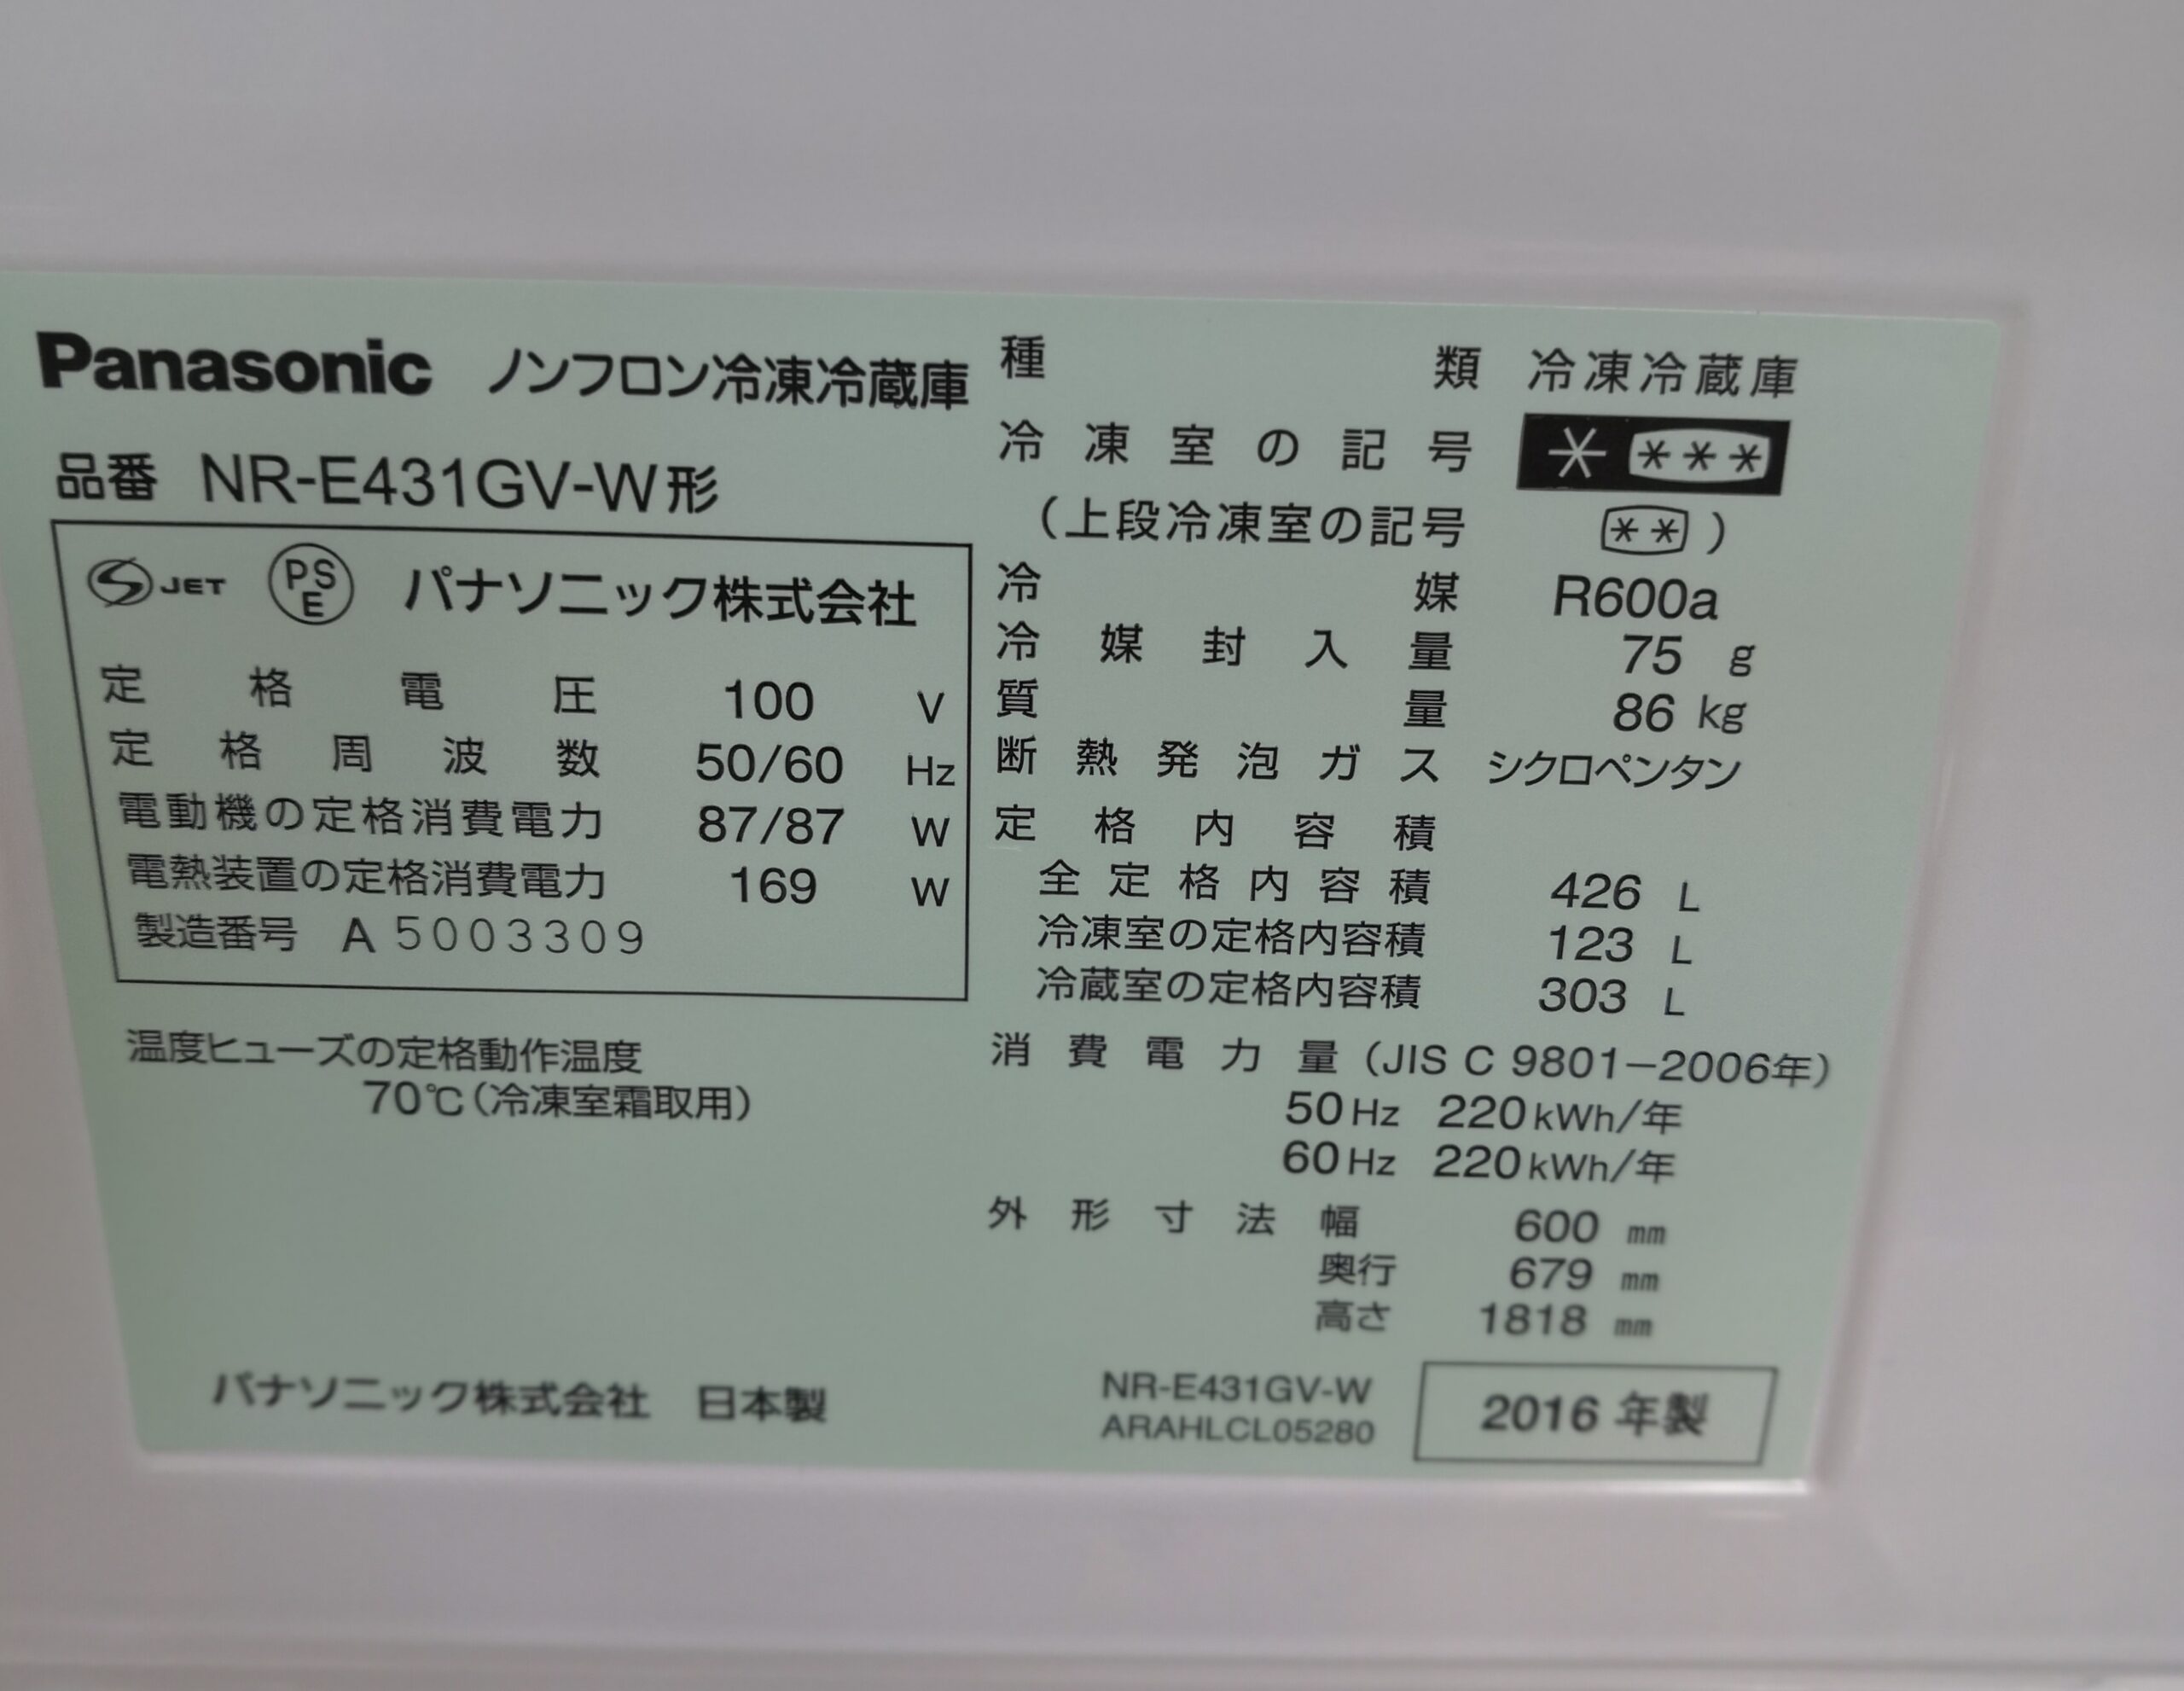 Panasonic ノンフロン冷凍冷蔵庫
品番 NR-E431GV-W形
JET PSE パナソニック株式会社
定格電圧 100 V
定格周波数 50/60 Hz
電動機の定格消費電力 87/87 W
電熱装置の定格消費電力 169 W
製造番号 A 5003309
温度ヒューズの定格動作温度
70℃(冷凍室霜取用)
パナソニック株式会社 日本製
種類 冷凍冷蔵庫
冷凍室の記号 * ***
(上段冷凍室の記号 **)
冷媒 R600a
冷媒封入量 75 g
質量 86 kg
断熱発泡ガス シクロペンタン
定格内容積
全定格内容積 426 L
冷凍室の定格内容積 123 L
冷蔵室の定格内容積 303 L
消費電力量(JIS C 9801-2006年)
50Hz 220kWh/年
60Hz 220kWh/年
外形寸法 幅 600 mm
奥行 679 mm
高さ 1818 mm
NR-E431GV-W
ARAHLCL05280
2016 年製